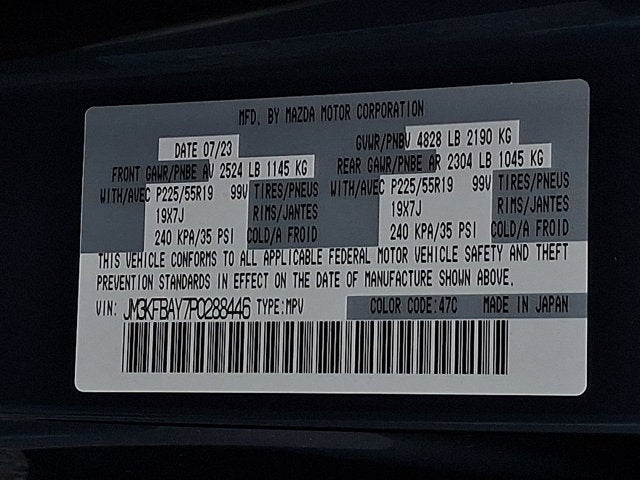 MFD. BY MAZDA MOTOR CORPORATION
DATE 07/23 GVWR/PNBV 4828 LB 2190 KG
FRONT GAWR/PNBE AV 2524 LB 1145 KG REAR GAWR/PNBE AR 2304 LB 1045 KG
WITH/AVEC P225/55R19 99V TIRES/PNEUS WITH/AVEC P225/55R19 99V TIRES/PNEUS
19X7J RIMS/JANTES 19X7J RIMS/JANTES
240 KPA/35 PSI COLD/A FROID 240 KPA/35 PSI COLD/A FROID
THIS VEHICLE CONFORMS TO ALL APPLICABLE FEDERAL MOTOR VEHICLE SAFETY AND THEFT
PREVENTION STANDARDS IN EFFECT ON THE DATE OF MANUFACTURE SHOWN ABOVE.
VIN: JM3KFBAY7P0288446 TYPE:MPV COLOR CODE:47C MADE IN JAPAN